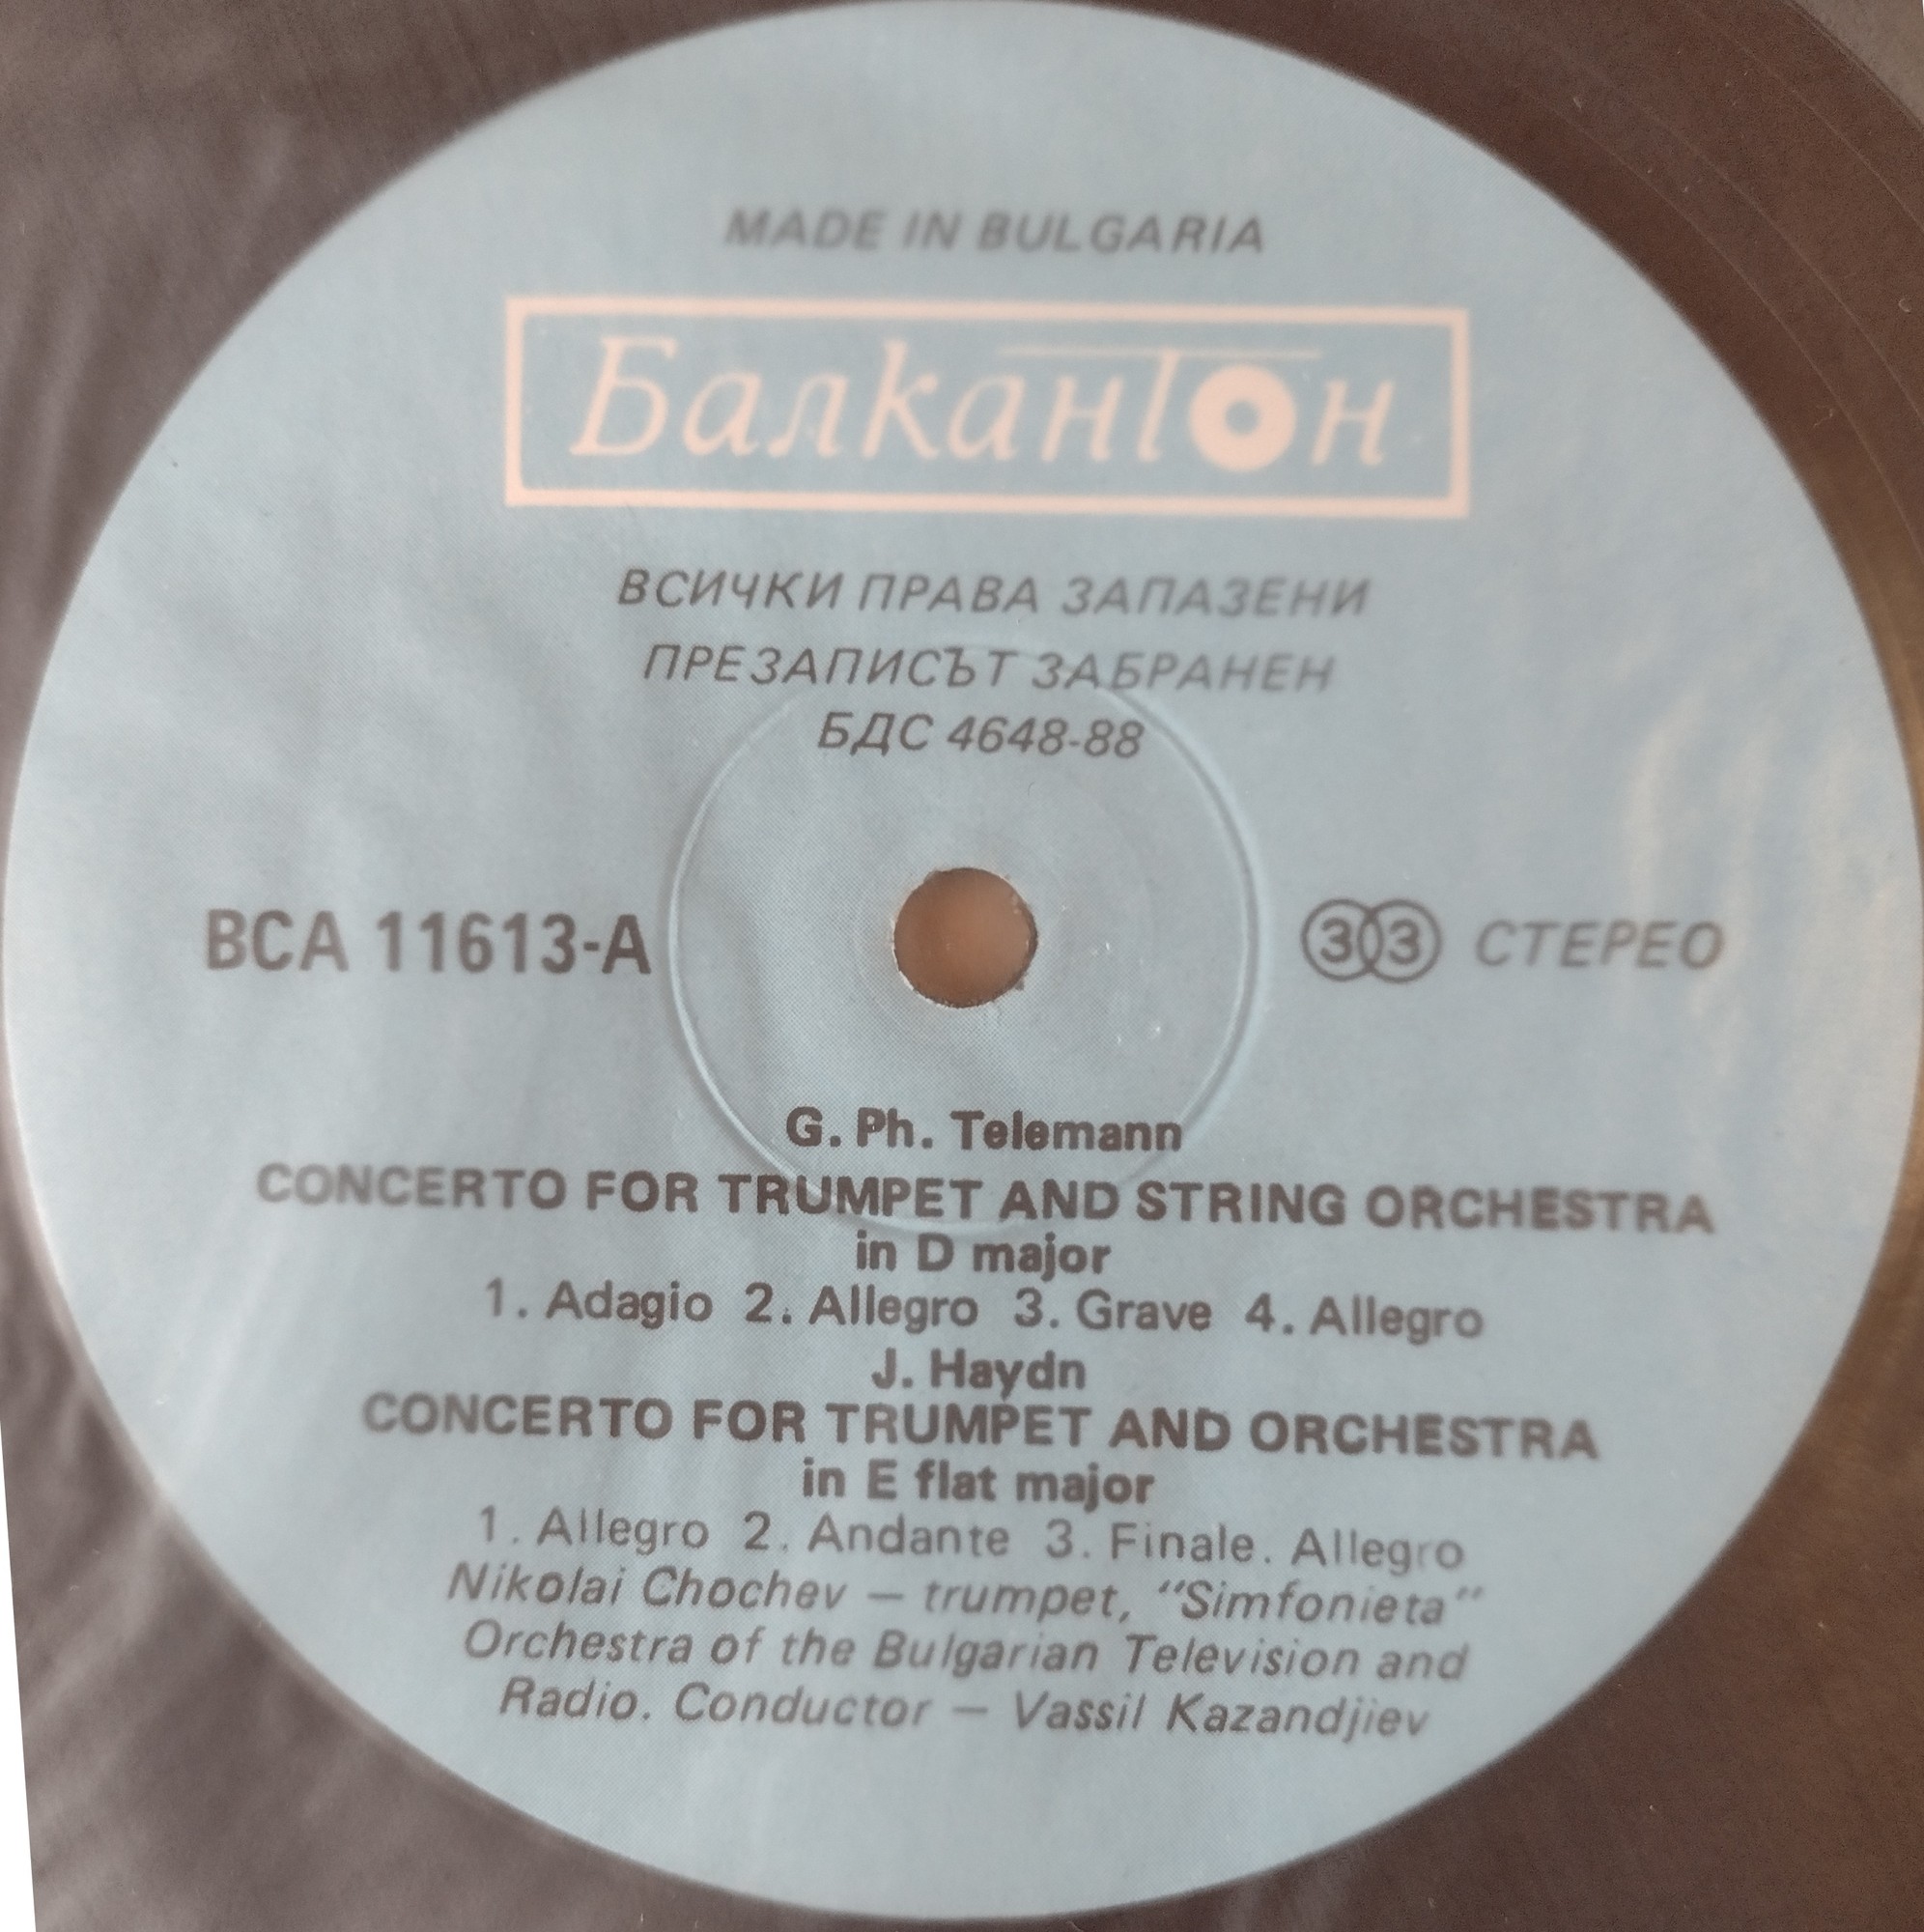 MADE IN BULGARIA
Балкантон
ВСИЧКИ ПРАВА ЗАПАЗЕНИ
ПРЕЗАПИСЪТ ЗАБРАНЕН
БДС 4648-88
ВСА 11613-А
33 СТЕРЕО
G. Ph. Telemann
CONCERTO FOR TRUMPET AND STRING ORCHESTRA
in D major
1. Adagio 2. Allegro 3. Grave 4. Allegro
J. Haydn
CONCERTO FOR TRUMPET AND ORCHESTRA
in E flat major
1. Allegro 2. Andante 3. Finale. Allegro
Nikolai Chochev — trumpet, "Simfonieta"
Orchestra of the Bulgarian Television and
Radio. Conductor — Vassil Kazandjiev